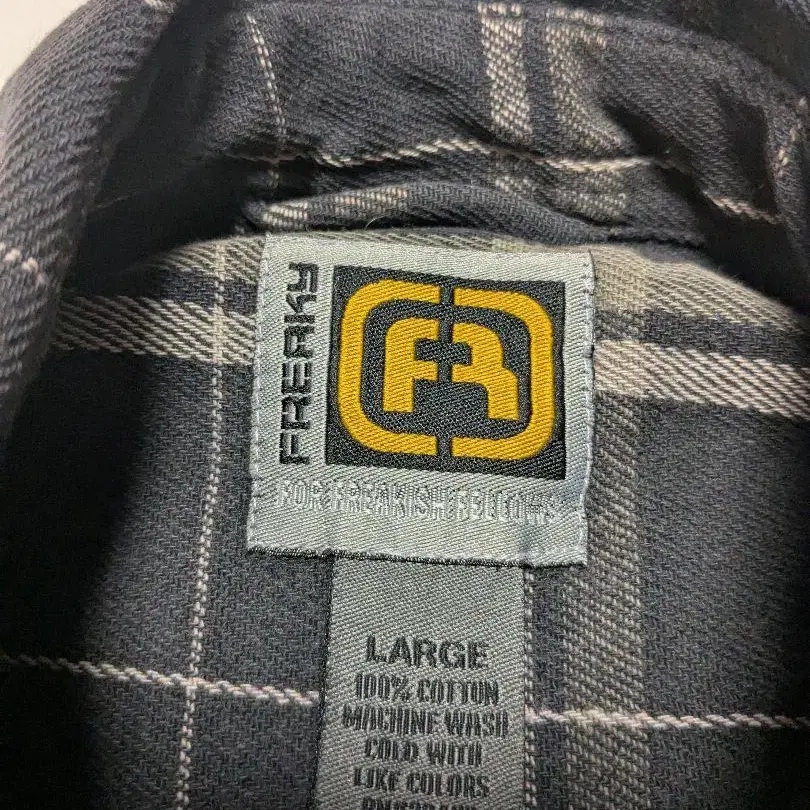 FREAKY
FR
FOR FREAKISH FELLOWS
LARGE
100% COTTON
MACHINE WASH
COLD WITH
LIKE COLORS